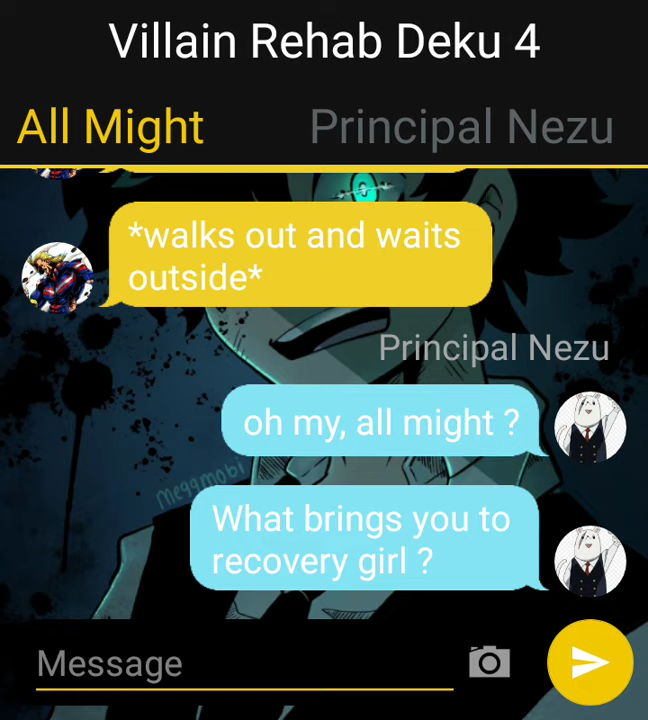 Villain Rehab Deku 4
All Might
Principal Nezu
*walks out and waits
outside*
Principal Nezu
oh my, all might ?
meggmobi
What brings you to
recovery girl ?
Message